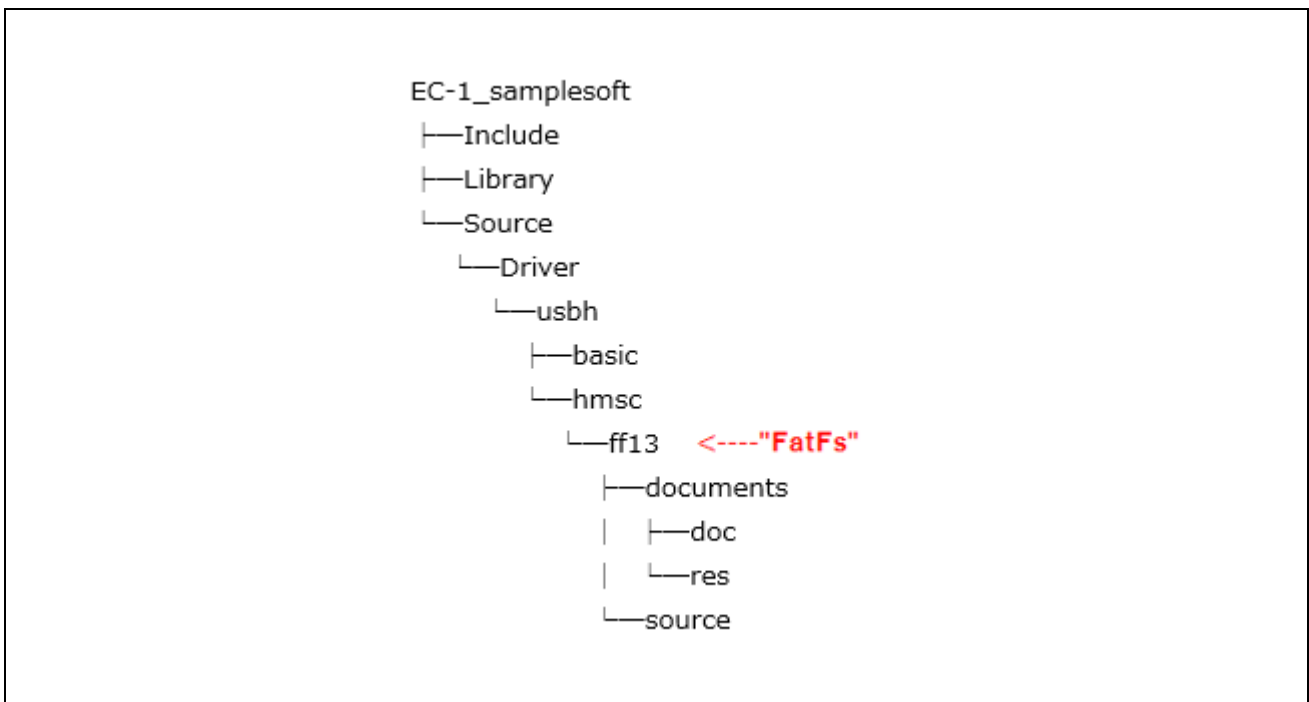 EC-1_samplesoft
├──Include
├──Library
└──Source
└──Driver
└──usbh
├──basic
└──hmsc
└──ff13 <----"FatFs"
├──documents
│ ├──doc
│ └──res
└──source